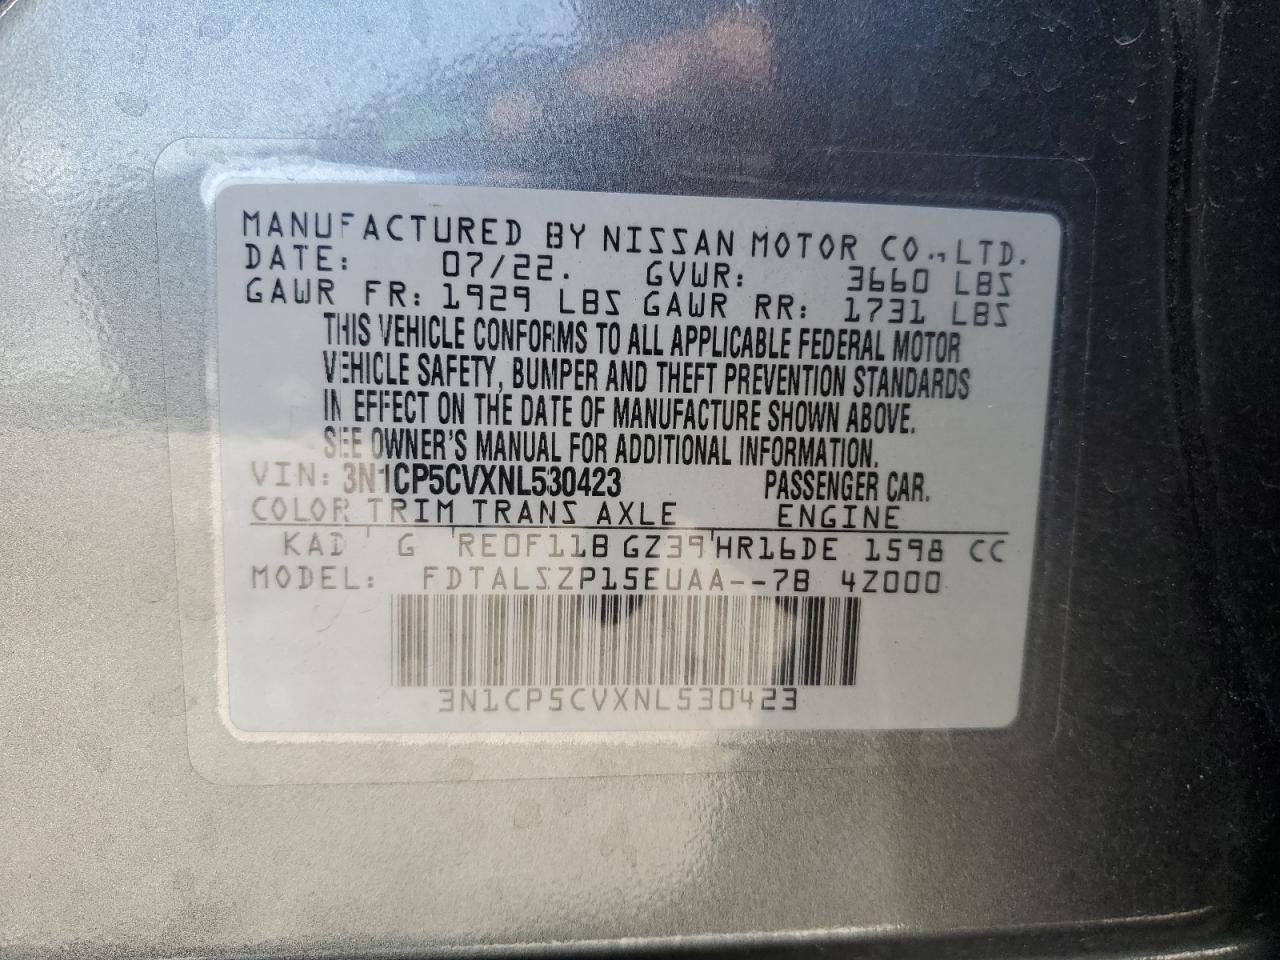 MANUFACTURED BY NISSAN MOTOR CO.,LTD.
DATE: 07/22. GVWR: 3660 LBS
GAWR FR: 1929 LBS GAWR RR: 1731 LBS
THIS VEHICLE CONFORMS TO ALL APPLICABLE FEDERAL MOTOR
VEHICLE SAFETY, BUMPER AND THEFT PREVENTION STANDARDS
IN EFFECT ON THE DATE OF MANUFACTURE SHOWN ABOVE.
SEE OWNER'S MANUAL FOR ADDITIONAL INFORMATION.
VIN: 3N1CP5CVXNL530423 PASSENGER CAR.
COLOR TRIM TRANS AXLE ENGINE
KAD G RE0F11B GZ39 HR16DE 1598 CC
MODEL: FDTALSZP15EUAA--7B 4Z000
3N1CP5CVXNL530423